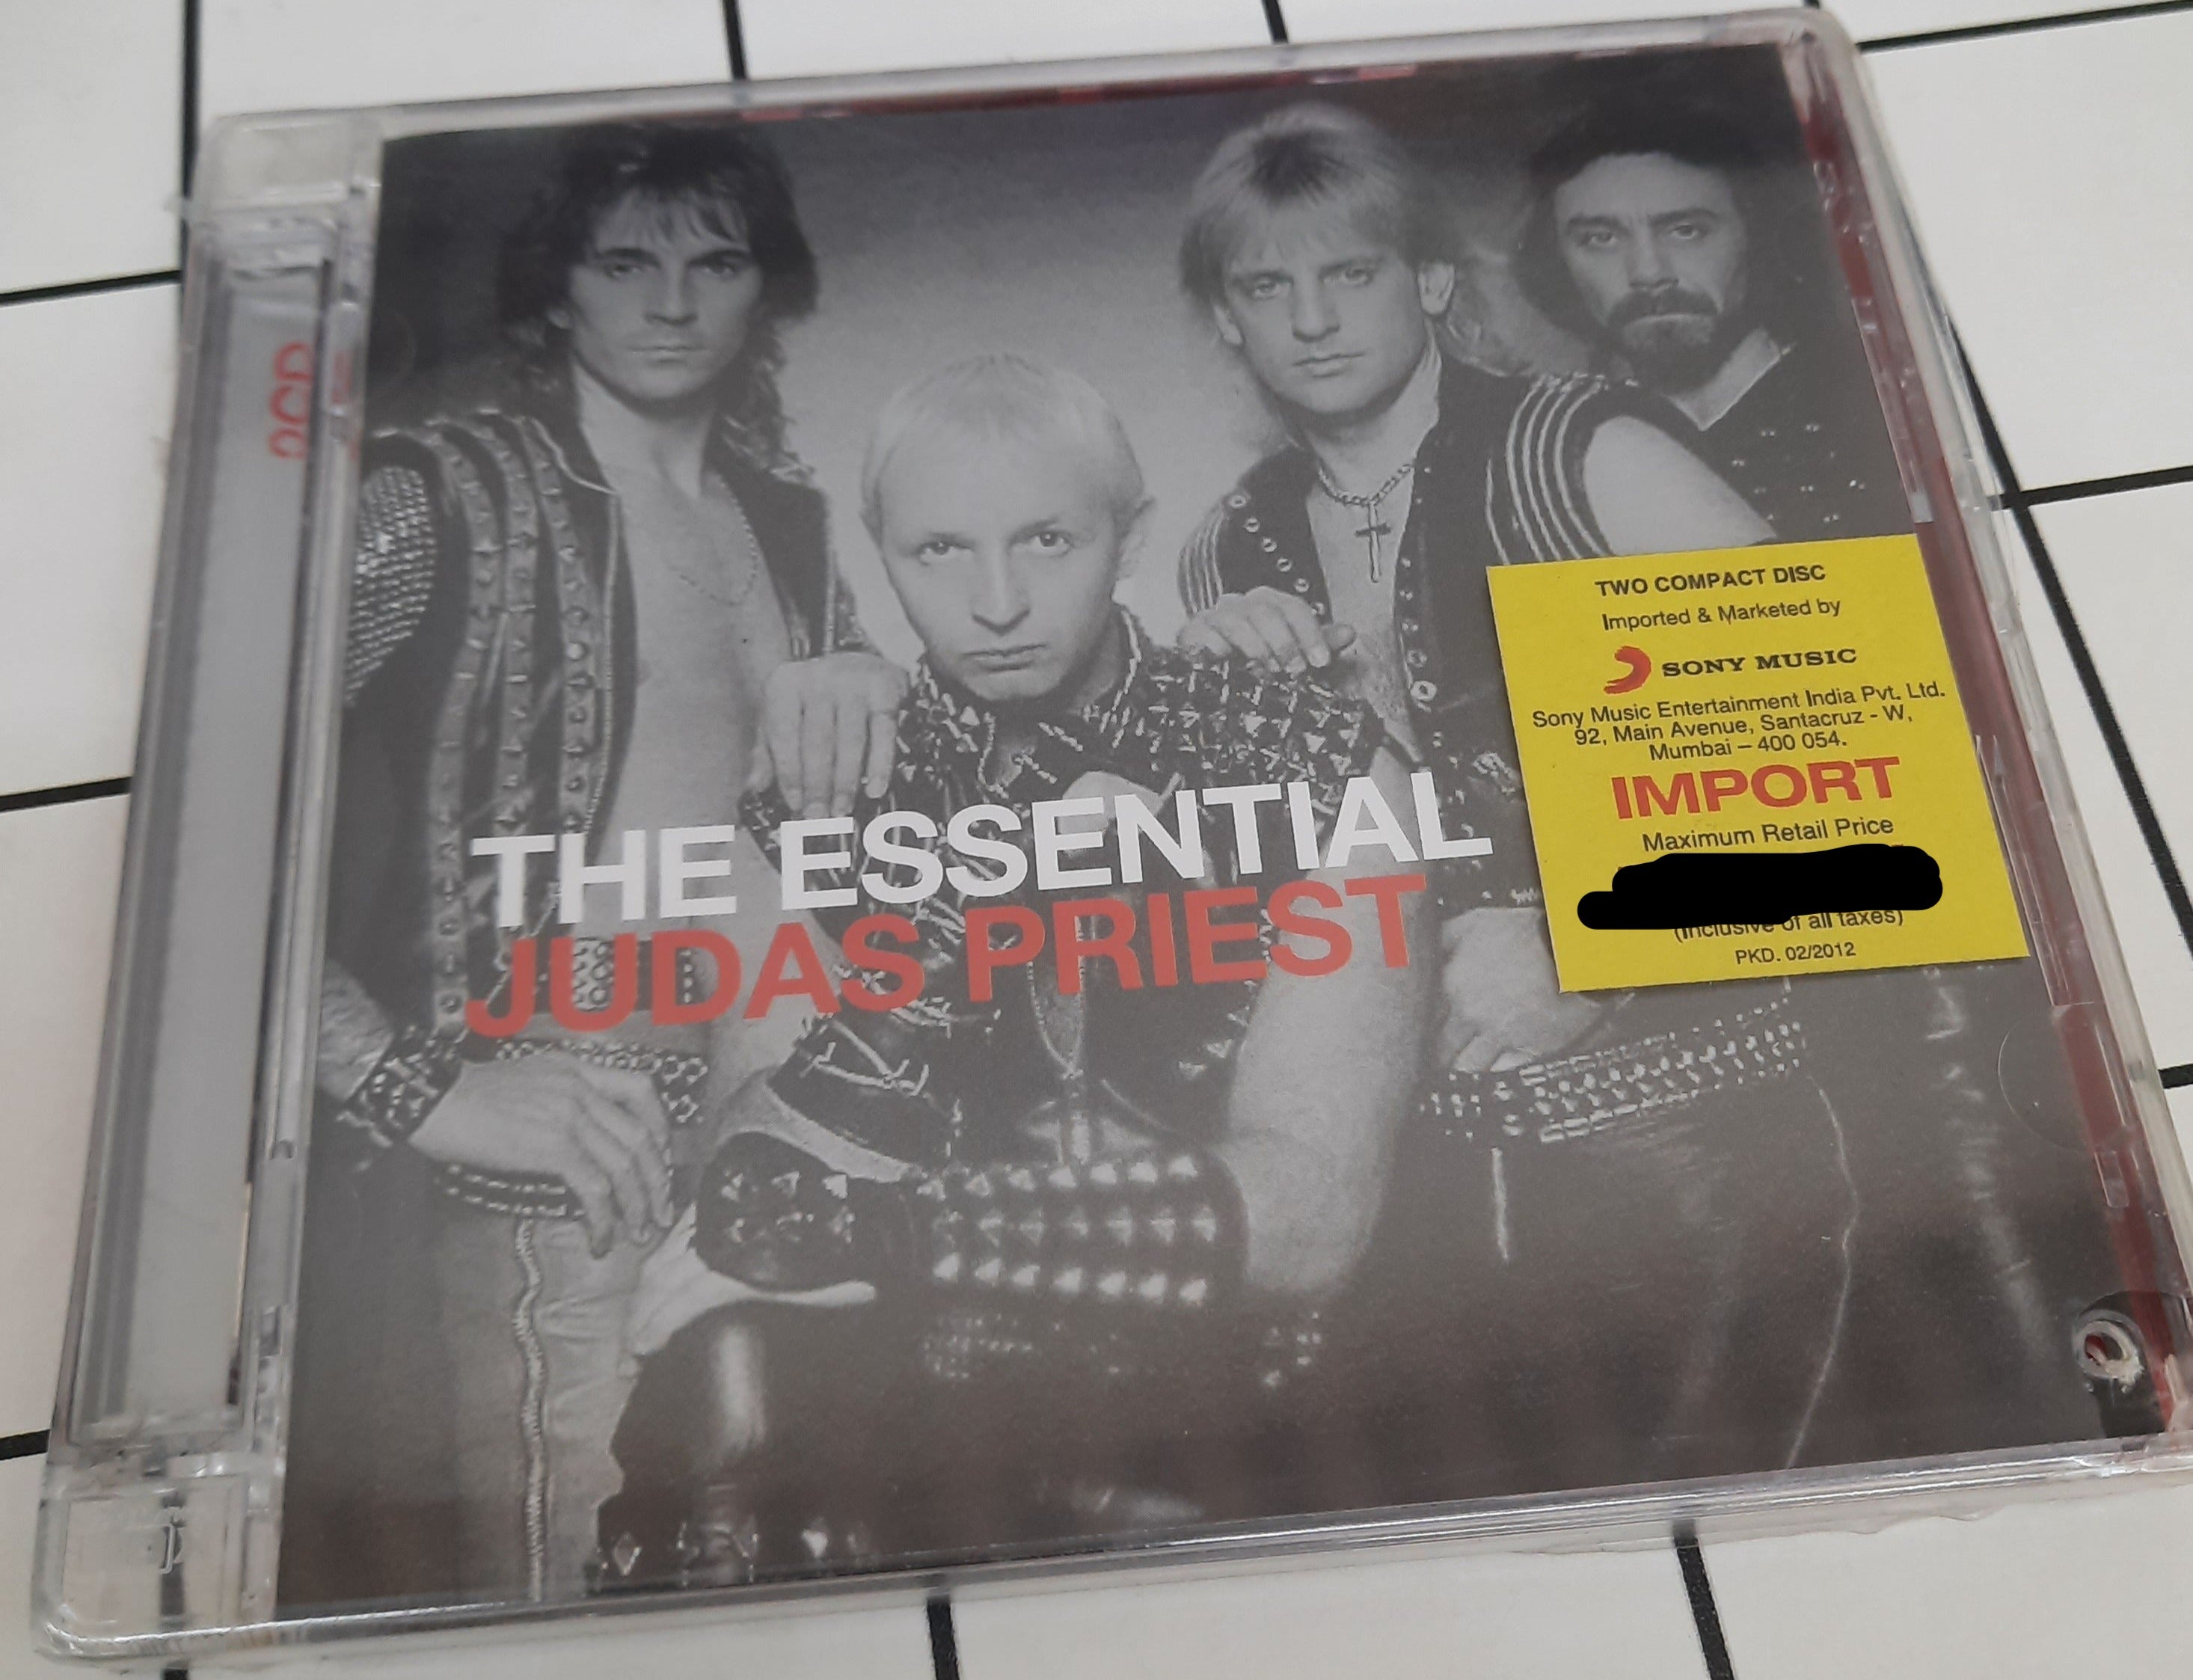 2CD
THE ESSENTIAL
JUDAS PRIEST
TWO COMPACT DISC
Imported & Marketed by
SONY MUSIC
Sony Music Entertainment India Pvt. Ltd.
92, Main Avenue, Santacruz - W,
Mumbai – 400 054.
IMPORT
Maximum Retail Price
(Inclusive of all taxes)
PKD. 02/2012